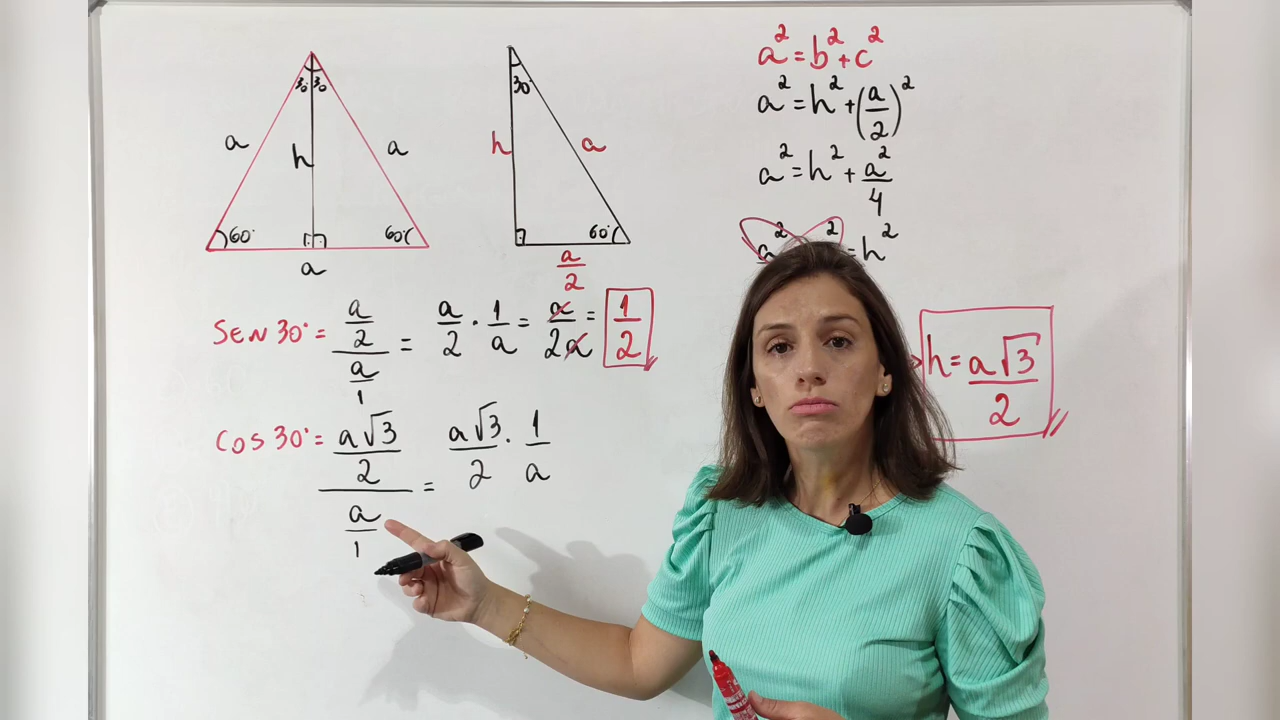 30° 30°
a h a
60° 60°
a
30°
h a
60°
a/2
a² = b² + c²
a² = h² + (a/2)²
a² = h² + a²/4
a² ² = h²
h = a√3/2
SEN 30° = a/2 / a/1 = a/2 · 1/a = a/2a = 1/2
COS 30° = a√3/2 / a/1 = a√3/2 · 1/a